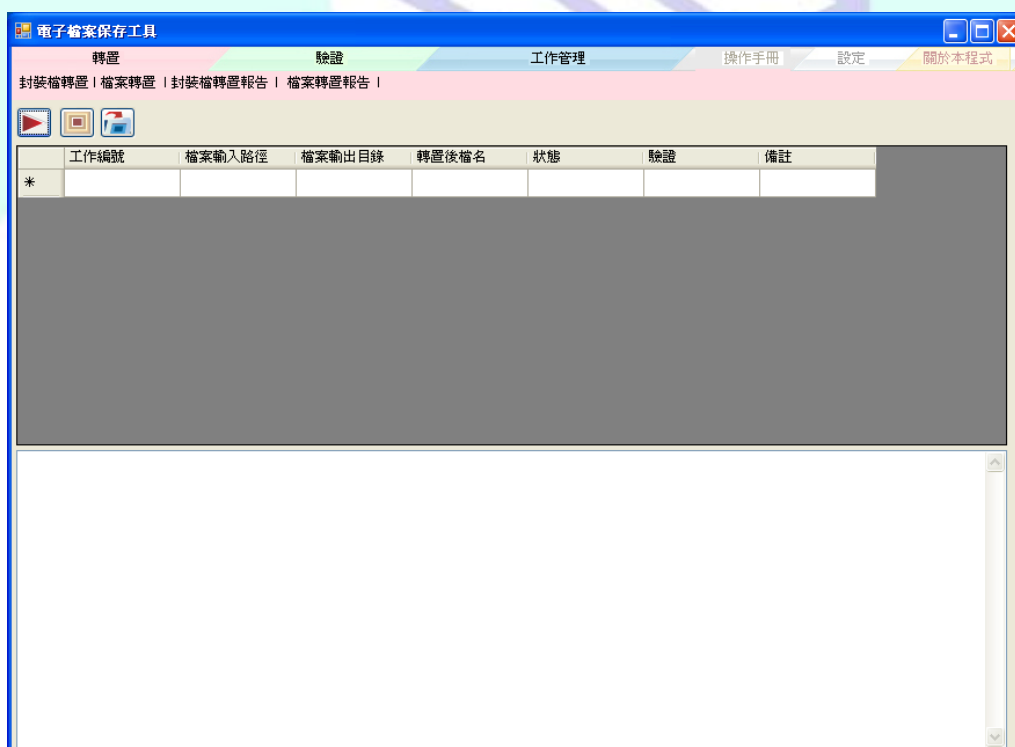 電子檔案保存工具
轉置 驗證 工作管理 操作手冊 設定 關於本程式
封裝檔轉置 | 檔案轉置 | 封裝檔轉置報告 | 檔案轉置報告 |
工作編號 檔案輸入路徑 檔案輸出目錄 轉置後檔名 狀態 驗證 備註
*